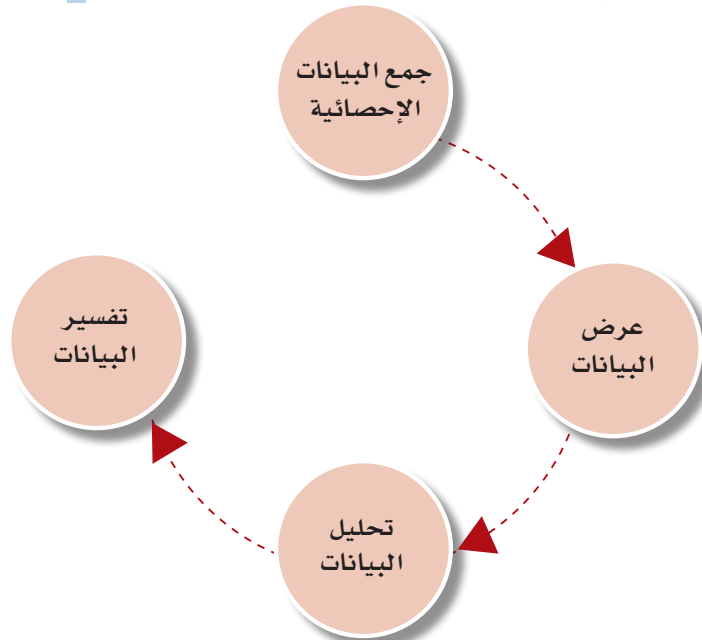 جمع البيانات
الإحصائية
عرض
البيانات
تحليل
البيانات
تفسير
البيانات